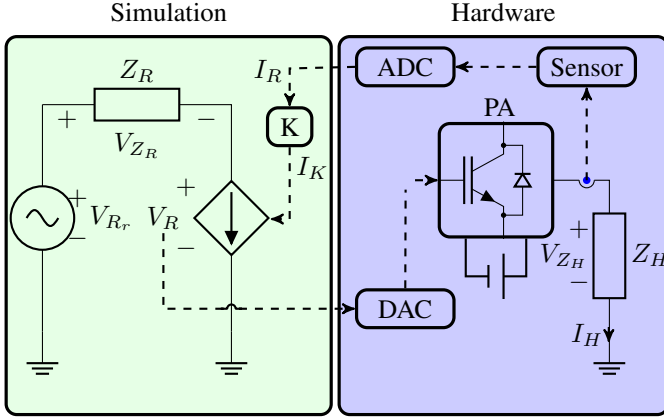 Simulation
Hardware
Z_R
I_R
ADC
Sensor
+
−
V_{Z_R}
K
PA
I_K
+
V_{R_r}
−
+
V_R
−
V_{Z_H}
+
−
Z_H
DAC
I_H